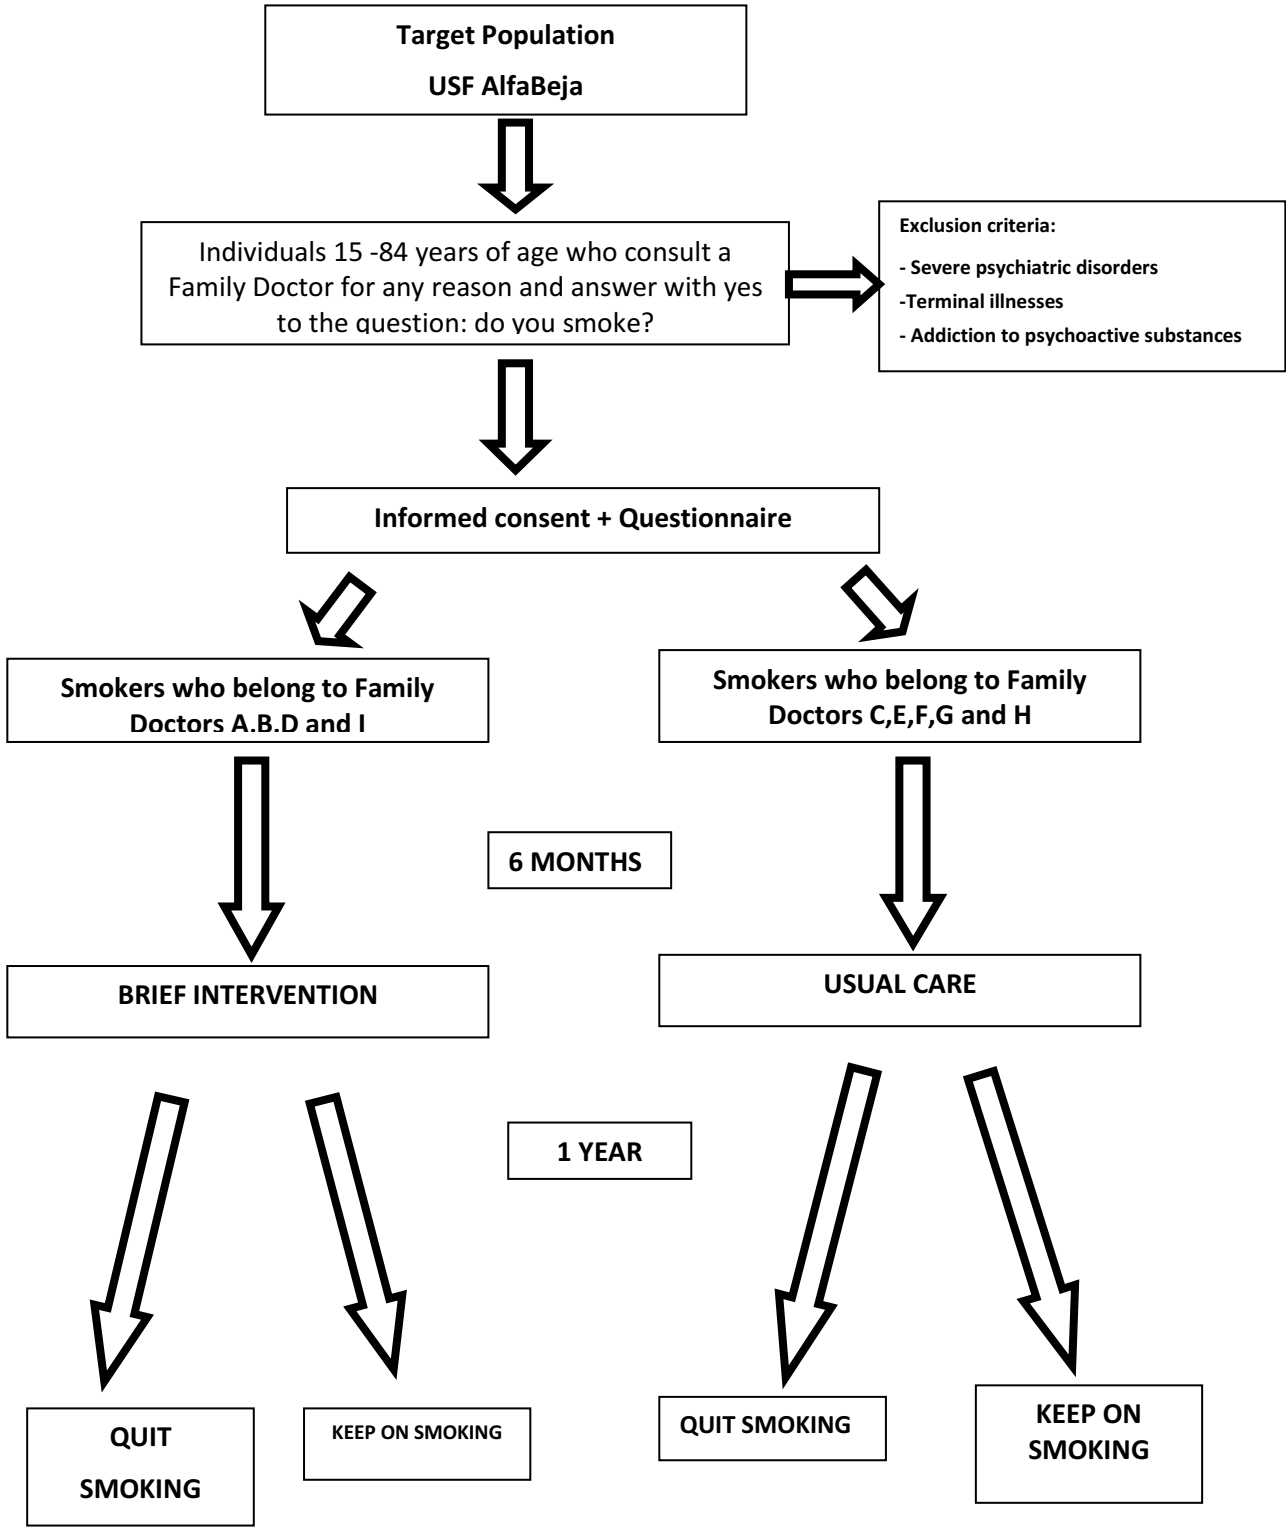 Target Population
USF AlfaBeja
Individuals 15 -84 years of age who consult a
Family Doctor for any reason and answer with yes
to the question: do you smoke?
Exclusion criteria:
- Severe psychiatric disorders
-Terminal illnesses
- Addiction to psychoactive substances
Informed consent + Questionnaire
Smokers who belong to Family
Doctors A,B,D and I
Smokers who belong to Family
Doctors C,E,F,G and H
6 MONTHS
BRIEF INTERVENTION
USUAL CARE
1 YEAR
QUIT
SMOKING
KEEP ON SMOKING
QUIT SMOKING
KEEP ON
SMOKING